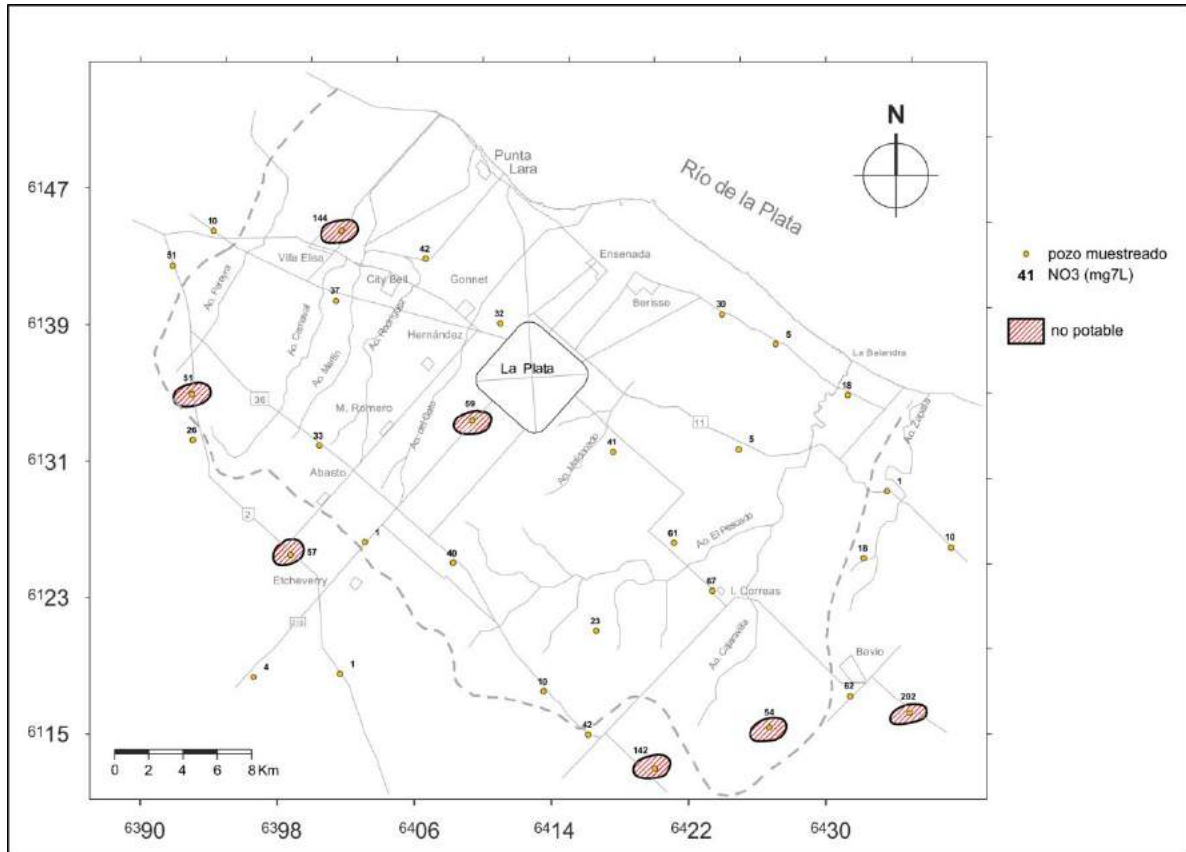 N
Río de la Plata
Punta
Lara
6147
10
144
Villa Elisa
42
Ensenada
pozo muestreado
51
City Bell
Gonnet
41 NO3 (mg7L)
Ao. Pereyra
37
Berisso
30
6139
Ao. Carnaval
Ao. Rodriguez
32
Hernández
5
no potable
La Balandra
Ao. Martín
La Plata
51
36
18
M. Romero
59
Ao. del Gato
Ao. Zapata
26
33
11
6131
Abasto
Ao. Maldonado
41
5
1
2
1
61
Ao. El Pescado
10
57
40
18
Etcheverry
67
I. Correas
6123
23
Ao. Cajaravilla
Bavio
4
1
10
62
202
54
6115
42
142
0 2 4 6 8 Km
6390 6398 6406 6414 6422 6430